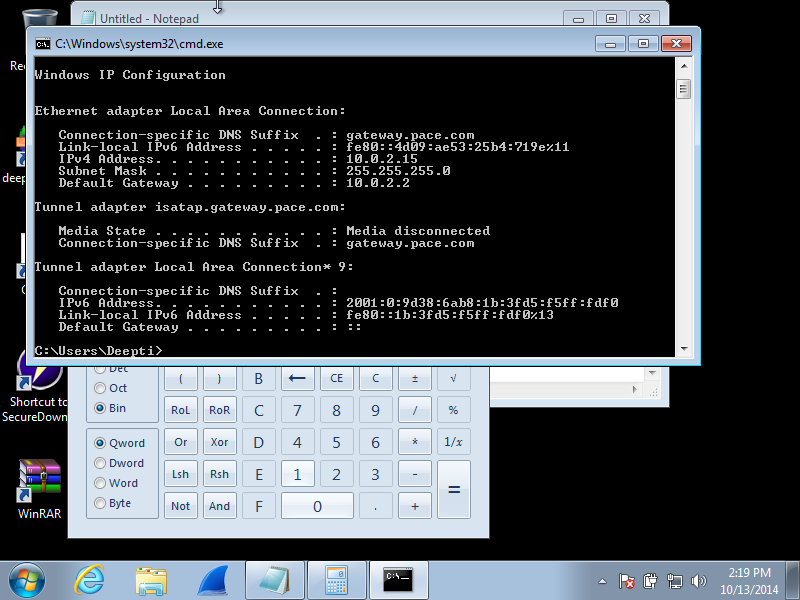 Untitled - Notepad
C:\Windows\system32\cmd.exe
Windows IP Configuration
Ethernet adapter Local Area Connection:
Connection-specific DNS Suffix . : gateway.pace.com
Link-local IPv6 Address . . . . . : fe80::4d09:ae53:25b4:719e%11
IPv4 Address. . . . . . . . . . . : 10.0.2.15
Subnet Mask . . . . . . . . . . . : 255.255.255.0
Default Gateway . . . . . . . . . : 10.0.2.2
Tunnel adapter isatap.gateway.pace.com:
Media State . . . . . . . . . . . : Media disconnected
Connection-specific DNS Suffix . : gateway.pace.com
Tunnel adapter Local Area Connection* 9:
Connection-specific DNS Suffix . :
IPv6 Address. . . . . . . . . . . : 2001:0:9d38:6ab8:1b:3fd5:f5ff:fdf0
Link-local IPv6 Address . . . . . : fe80::1b:3fd5:f5ff:fdf0%13
Default Gateway . . . . . . . . . : ::
C:\Users\Deepti>
Dec
( ) B ← CE C ± √
Oct
Bin
RoL RoR C 7 8 9 / %
Qword
Or Xor D 4 5 6 * 1/x
Dword
Lsh Rsh E 1 2 3 - =
Word
Byte
Not And F 0 . +
Shortcut to
SecureDown
WinRAR
C:\_
2:19 PM
10/13/2014